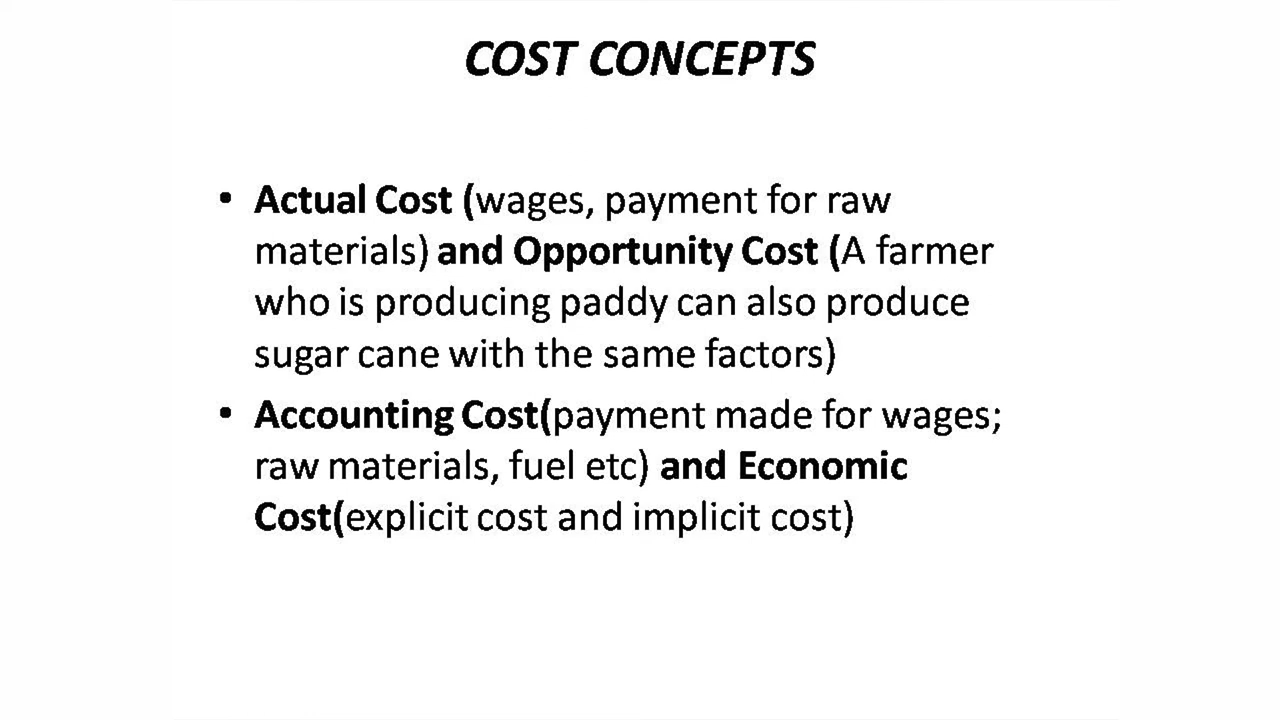 COST CONCEPTS
• Actual Cost (wages, payment for raw
materials) and Opportunity Cost (A farmer
who is producing paddy can also produce
sugar cane with the same factors)
• Accounting Cost(payment made for wages;
raw materials, fuel etc) and Economic
Cost(explicit cost and implicit cost)